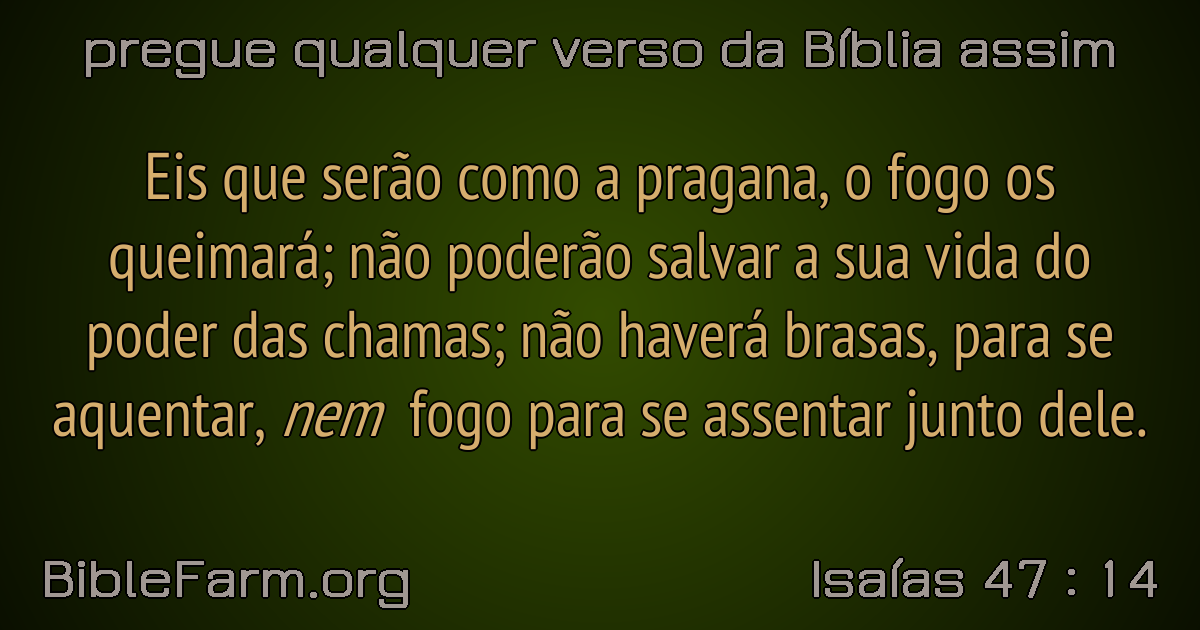 pregue qualquer verso da Bíblia assim
Eis que serão como a pragana, o fogo os
queimará; não poderão salvar a sua vida do
poder das chamas; não haverá brasas, para se
aquentar, nem fogo para se assentar junto dele.
BibleFarm.org
Isaías 47 : 14